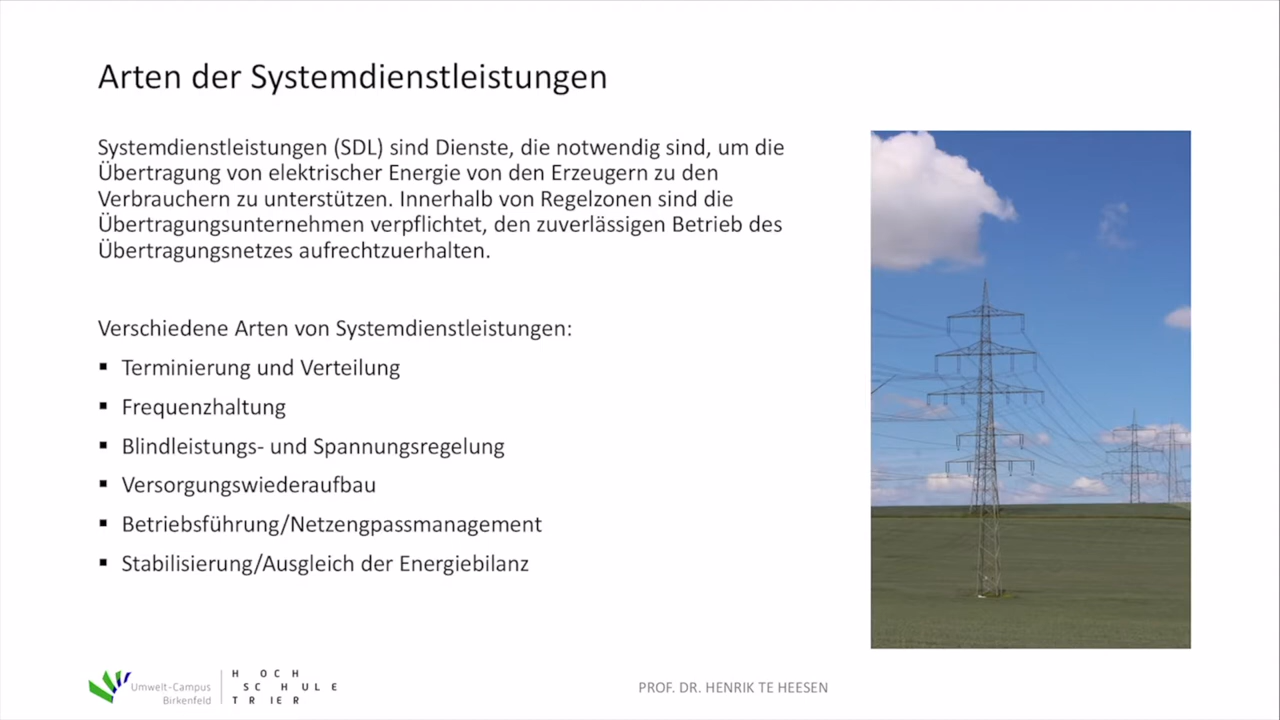 Arten der Systemdienstleistungen
Systemdienstleistungen (SDL) sind Dienste, die notwendig sind, um die
Übertragung von elektrischer Energie von den Erzeugern zu den
Verbrauchern zu unterstützen. Innerhalb von Regelzonen sind die
Übertragungsunternehmen verpflichtet, den zuverlässigen Betrieb des
Übertragungsnetzes aufrechtzuerhalten.
Verschiedene Arten von Systemdienstleistungen:
▪ Terminierung und Verteilung
▪ Frequenzhaltung
▪ Blindleistungs- und Spannungsregelung
▪ Versorgungswiederaufbau
▪ Betriebsführung/Netzengpassmanagement
▪ Stabilisierung/Ausgleich der Energiebilanz
Umwelt-Campus
Birkenfeld
HOCH
SCHULE
TRIER
PROF. DR. HENRIK TE HEESEN